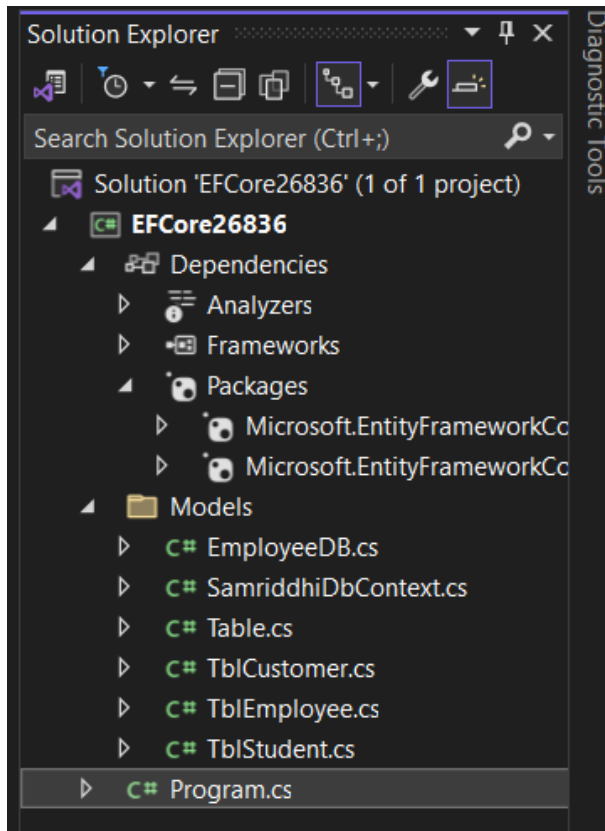 Solution Explorer
Search Solution Explorer (Ctrl+;)
Solution 'EFCore26836' (1 of 1 project)
C# EFCore26836
Dependencies
Analyzers
Frameworks
Packages
Microsoft.EntityFrameworkCo
Microsoft.EntityFrameworkCo
Models
C# EmployeeDB.cs
C# SamriddhiDbContext.cs
C# Table.cs
C# TblCustomer.cs
C# TblEmployee.cs
C# TblStudent.cs
C# Program.cs
Diagnostic Tools